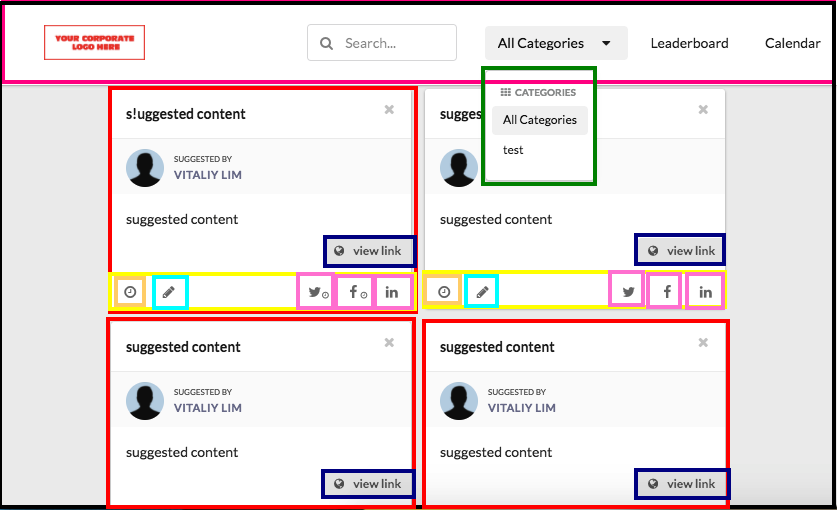 YOUR CORPORATE
LOGO HERE
Search...
All Categories
Leaderboard
Calendar
CATEGORIES
All Categories
test
s!uggested content
SUGGESTED BY
VITALIY LIM
suggested content
view link
sugge
suggested content
view link
suggested content
SUGGESTED BY
VITALIY LIM
suggested content
view link
suggested content
SUGGESTED BY
VITALIY LIM
suggested content
view link